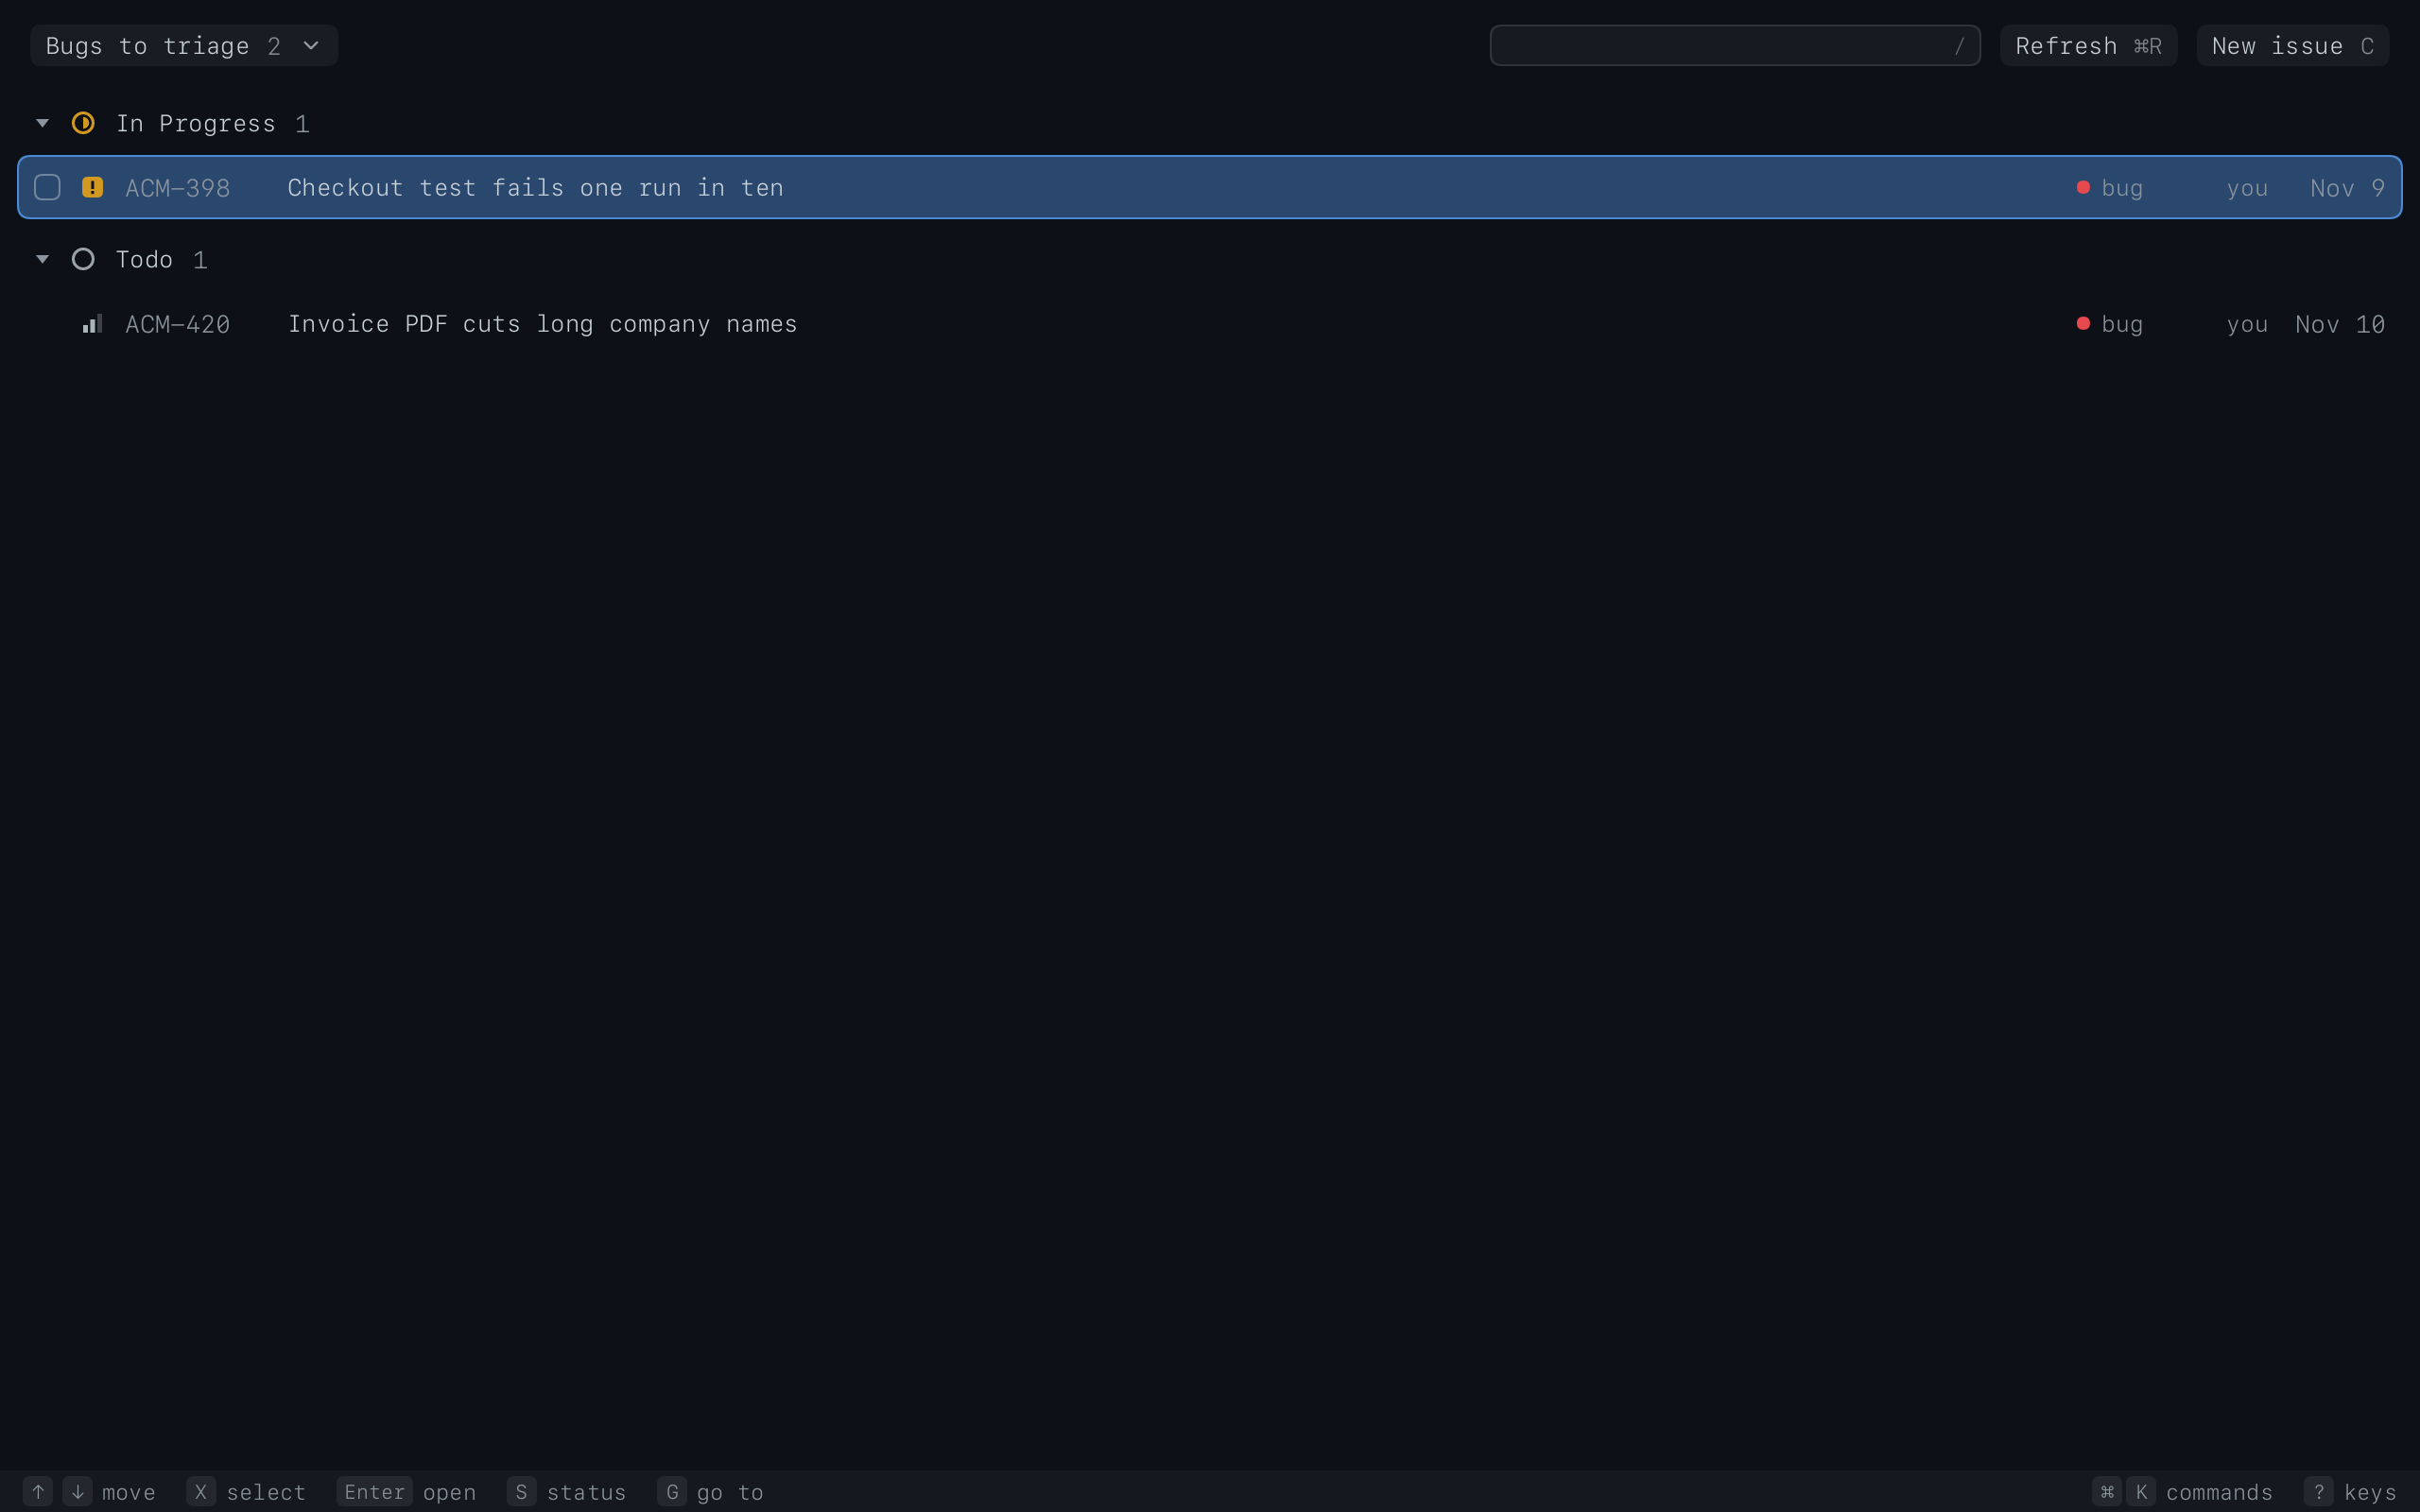 Bugs to triage 2 / Refresh ⌘R New issue C
In Progress 1
ACM-398 Checkout test fails one run in ten bug you Nov 9
Todo 1
ACM-420 Invoice PDF cuts long company names bug you Nov 10
↑ ↓ move X select Enter open S status G go to ⌘ K commands ? keys